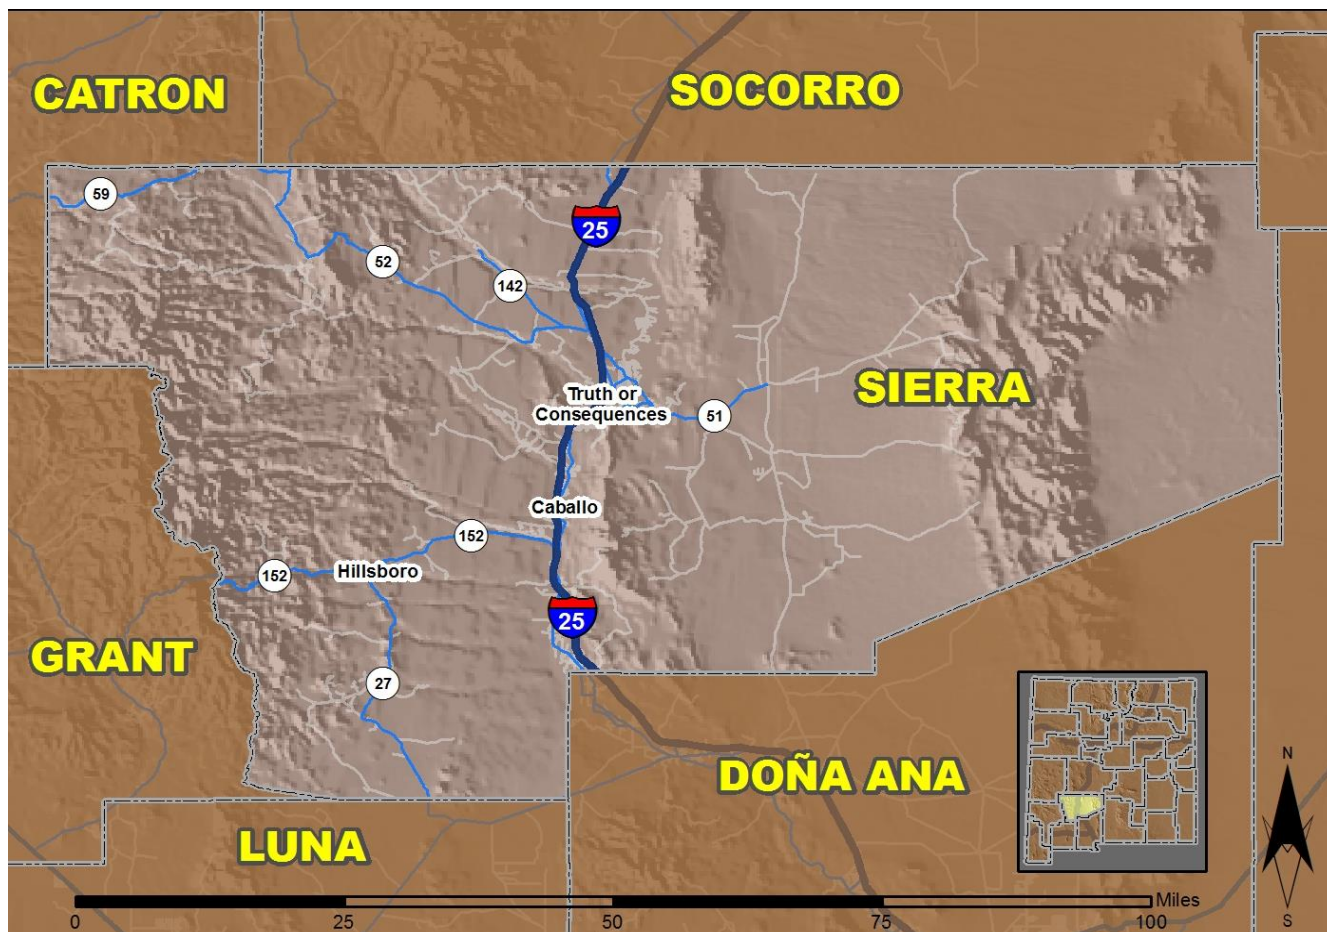 CATRON
SOCORRO
59
25
52
142
Truth or
Consequences
SIERRA
51
Caballo
152
152
Hillsboro
25
GRANT
27
DOÑA ANA
N
LUNA
Miles
0
25
50
75
100
S